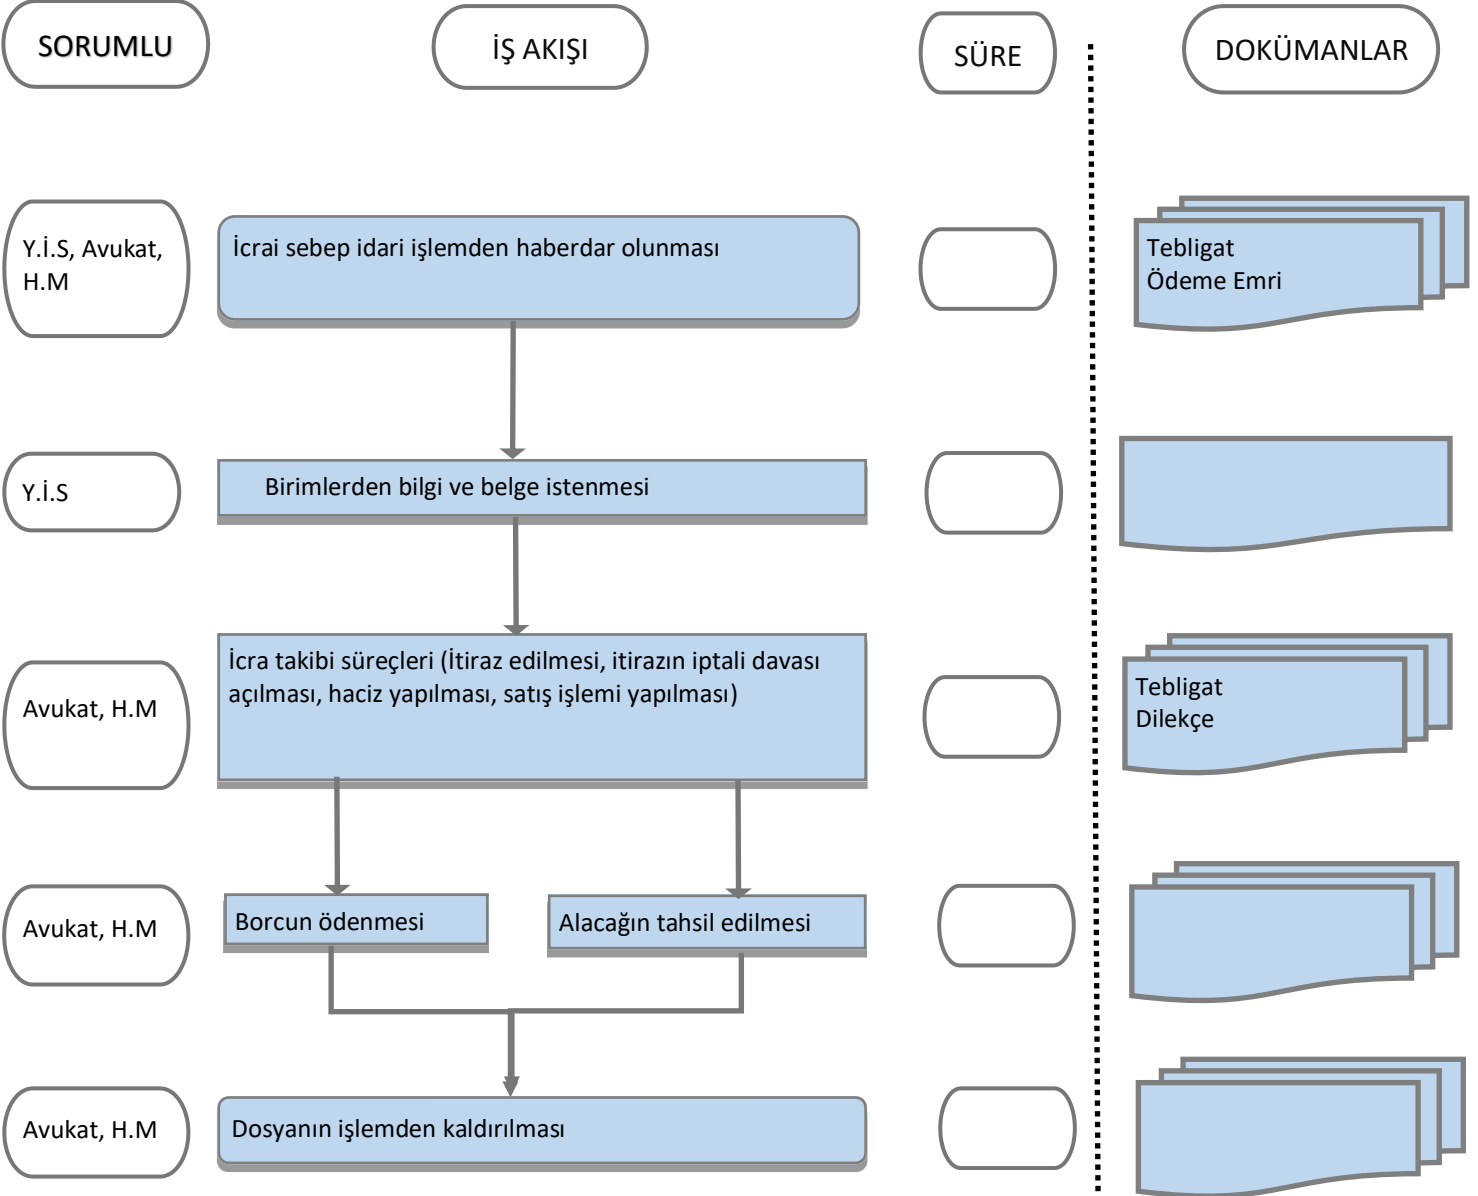 SORUMLU
İŞ AKIŞI
SÜRE
DOKÜMANLAR
Y.İ.S, Avukat,
H.M
İcrai sebep idari işlemden haberdar olunması
Tebligat
Ödeme Emri
Y.İ.S
Birimlerden bilgi ve belge istenmesi
Avukat, H.M
İcra takibi süreçleri (İtiraz edilmesi, itirazın iptali davası
açılması, haciz yapılması, satış işlemi yapılması)
Tebligat
Dilekçe
Avukat, H.M
Borcun ödenmesi
Alacağın tahsil edilmesi
Avukat, H.M
Dosyanın işlemden kaldırılması